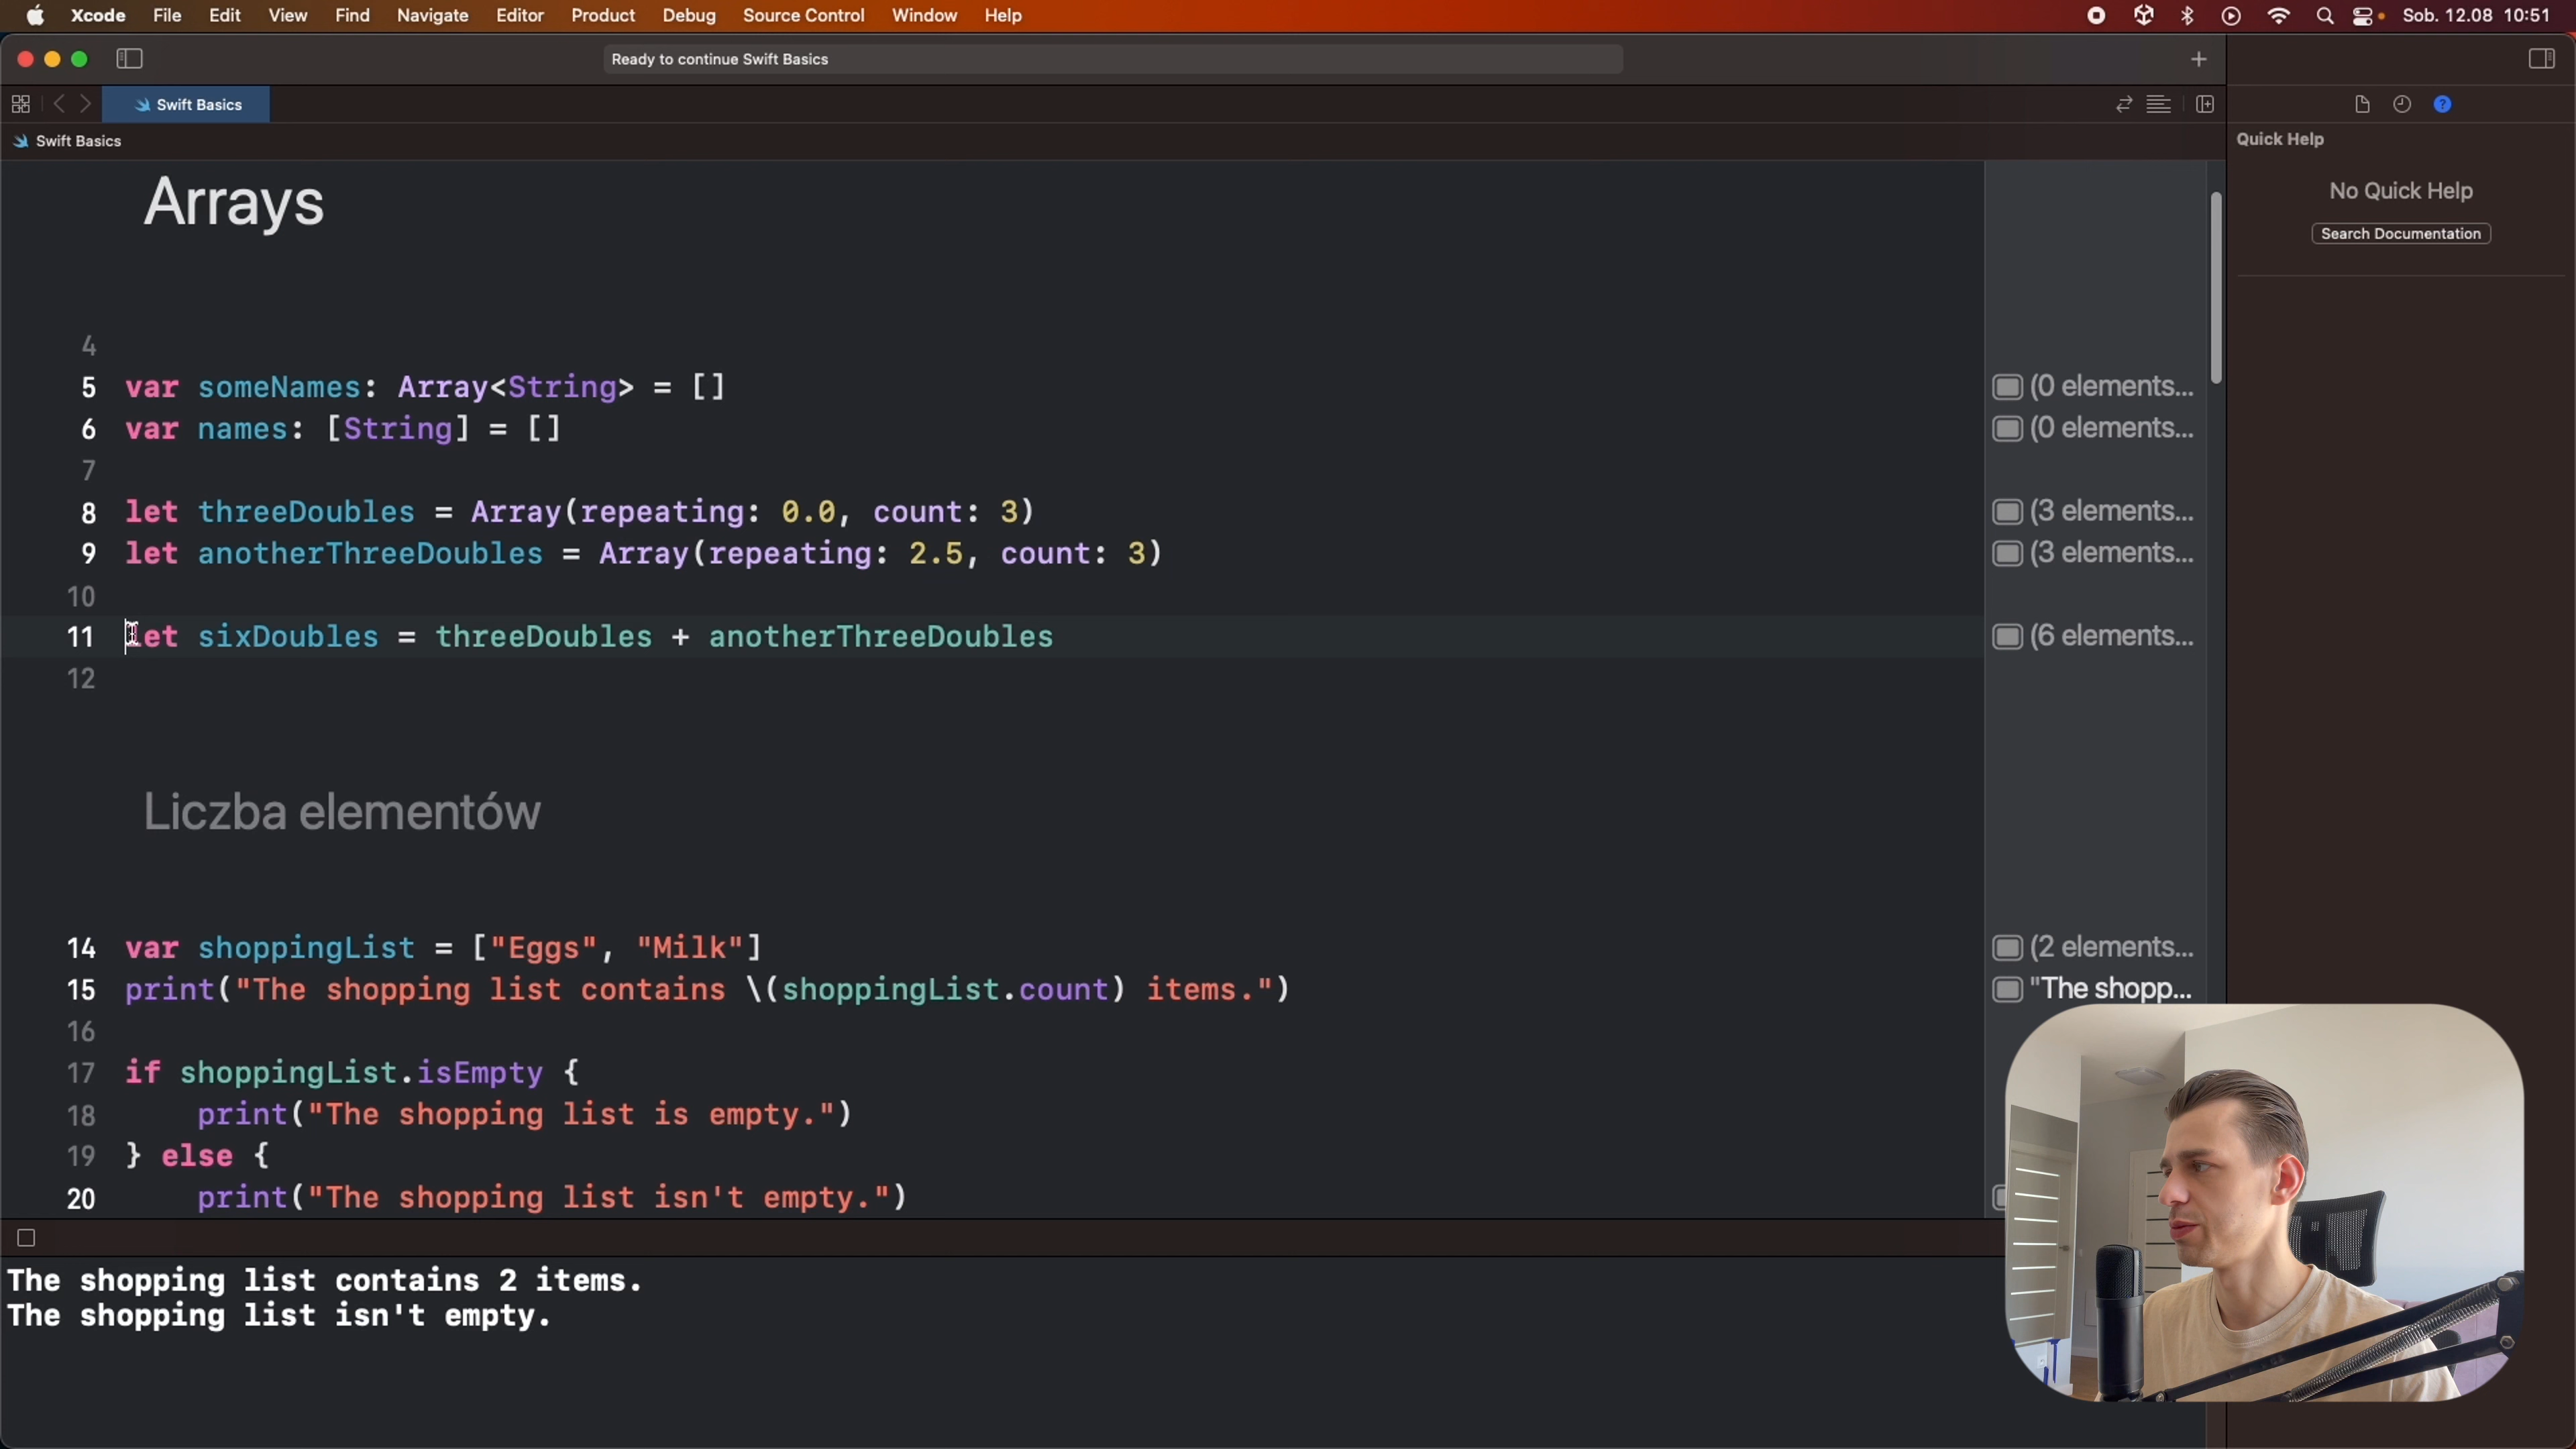 Xcode File Edit View Find Navigate Editor Product Debug Source Control Window Help Sob. 12.08 10:51
Ready to continue Swift Basics
Swift Basics
Swift Basics
Quick Help
No Quick Help
Search Documentation
Arrays
4
5 var someNames: Array<String> = [] (0 elements...
6 var names: [String] = [] (0 elements...
7
8 let threeDoubles = Array(repeating: 0.0, count: 3) (3 elements...
9 let anotherThreeDoubles = Array(repeating: 2.5, count: 3) (3 elements...
10
11 let sixDoubles = threeDoubles + anotherThreeDoubles (6 elements...
12
Liczba elementów
14 var shoppingList = ["Eggs", "Milk"] (2 elements...
15 print("The shopping list contains \(shoppingList.count) items.") "The shopp...
16
17 if shoppingList.isEmpty {
18 print("The shopping list is empty.")
19 } else {
20 print("The shopping list isn't empty.")
The shopping list contains 2 items.
The shopping list isn't empty.